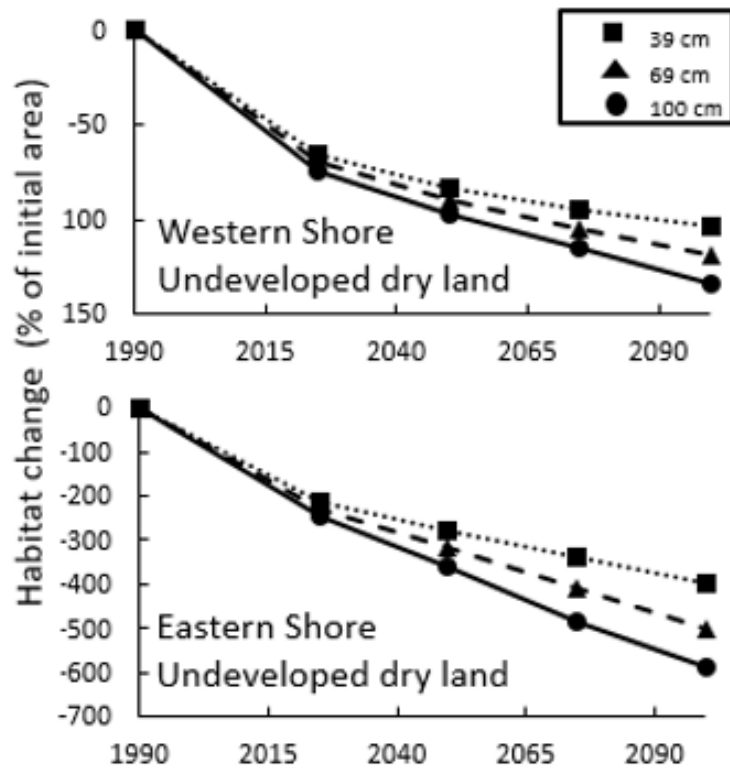 0
-50
100
150
39 cm
69 cm
100 cm
Western Shore
Undeveloped dry land
1990 2015 2040 2065 2090
Habitat change (% of initial area)
0
-100
-200
-300
-400
-500
-600
-700
Eastern Shore
Undeveloped dry land
1990 2015 2040 2065 2090